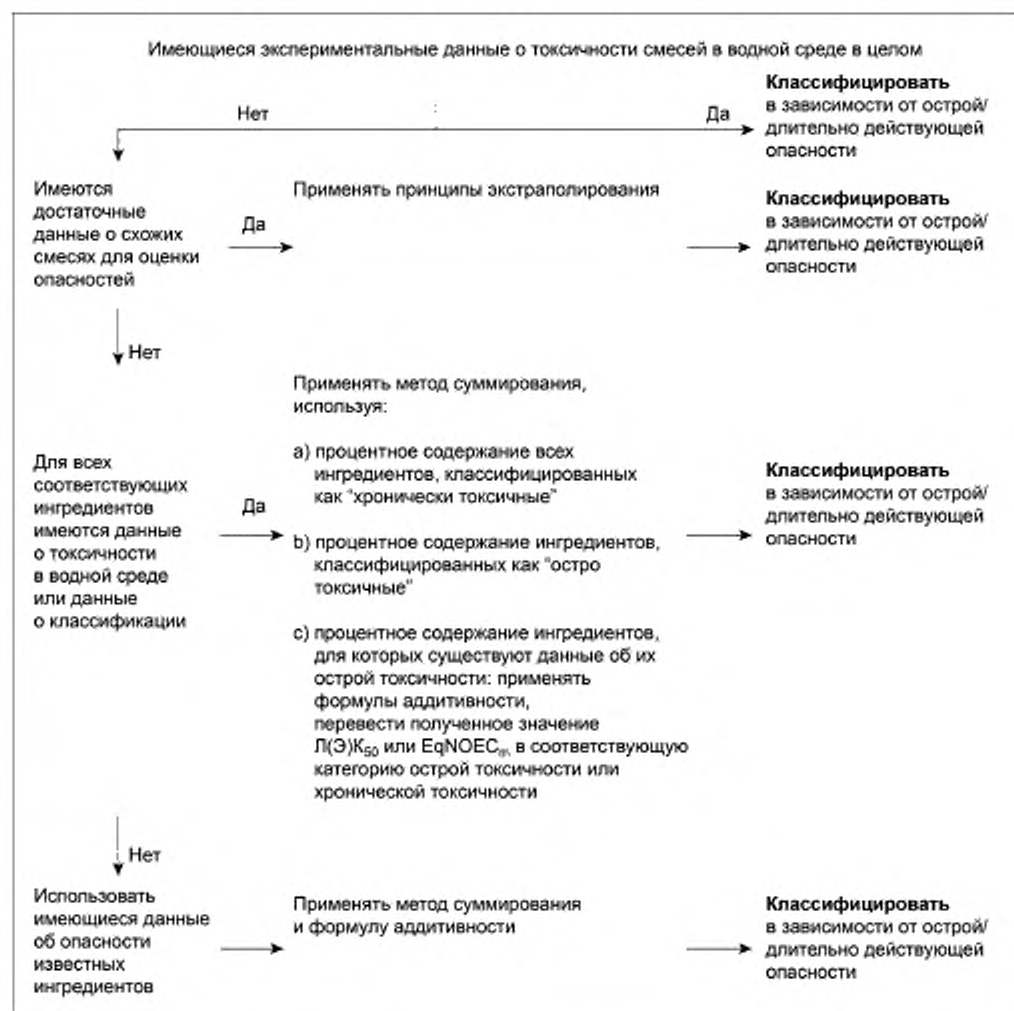 Имеющиеся экспериментальные данные о токсичности смесей в водной среде в целом
Нет
Да
Классифицировать
в зависимости от острой/
длительно действующей
опасности
Имеются
достаточные
данные о схожих
смесях для оценки
опасностей
Да
Применять принципы экстраполирования
Классифицировать
в зависимости от острой/
длительно действующей
опасности
Нет
Для всех
соответствующих
ингредиентов
имеются данные
о токсичности
в водной среде
или данные
о классификации
Да
Применять метод суммирования,
используя:
a) процентное содержание всех
ингредиентов, классифицированных
как "хронически токсичные"
b) процентное содержание ингредиентов,
классифицированных как "остро
токсичные"
c) процентное содержание ингредиентов,
для которых существуют данные об их
острой токсичности: применять
формулы аддитивности,
перевести полученное значение
Л(Э)К50 или EqNOEC в соответствующую
категорию острой токсичности или
хронической токсичности
Классифицировать
в зависимости от острой/
длительно действующей
опасности
Нет
Использовать
имеющиеся данные
об опасности
известных
ингредиентов
Применять метод суммирования
и формулу аддитивности
Классифицировать
в зависимости от острой/
длительно действующей
опасности